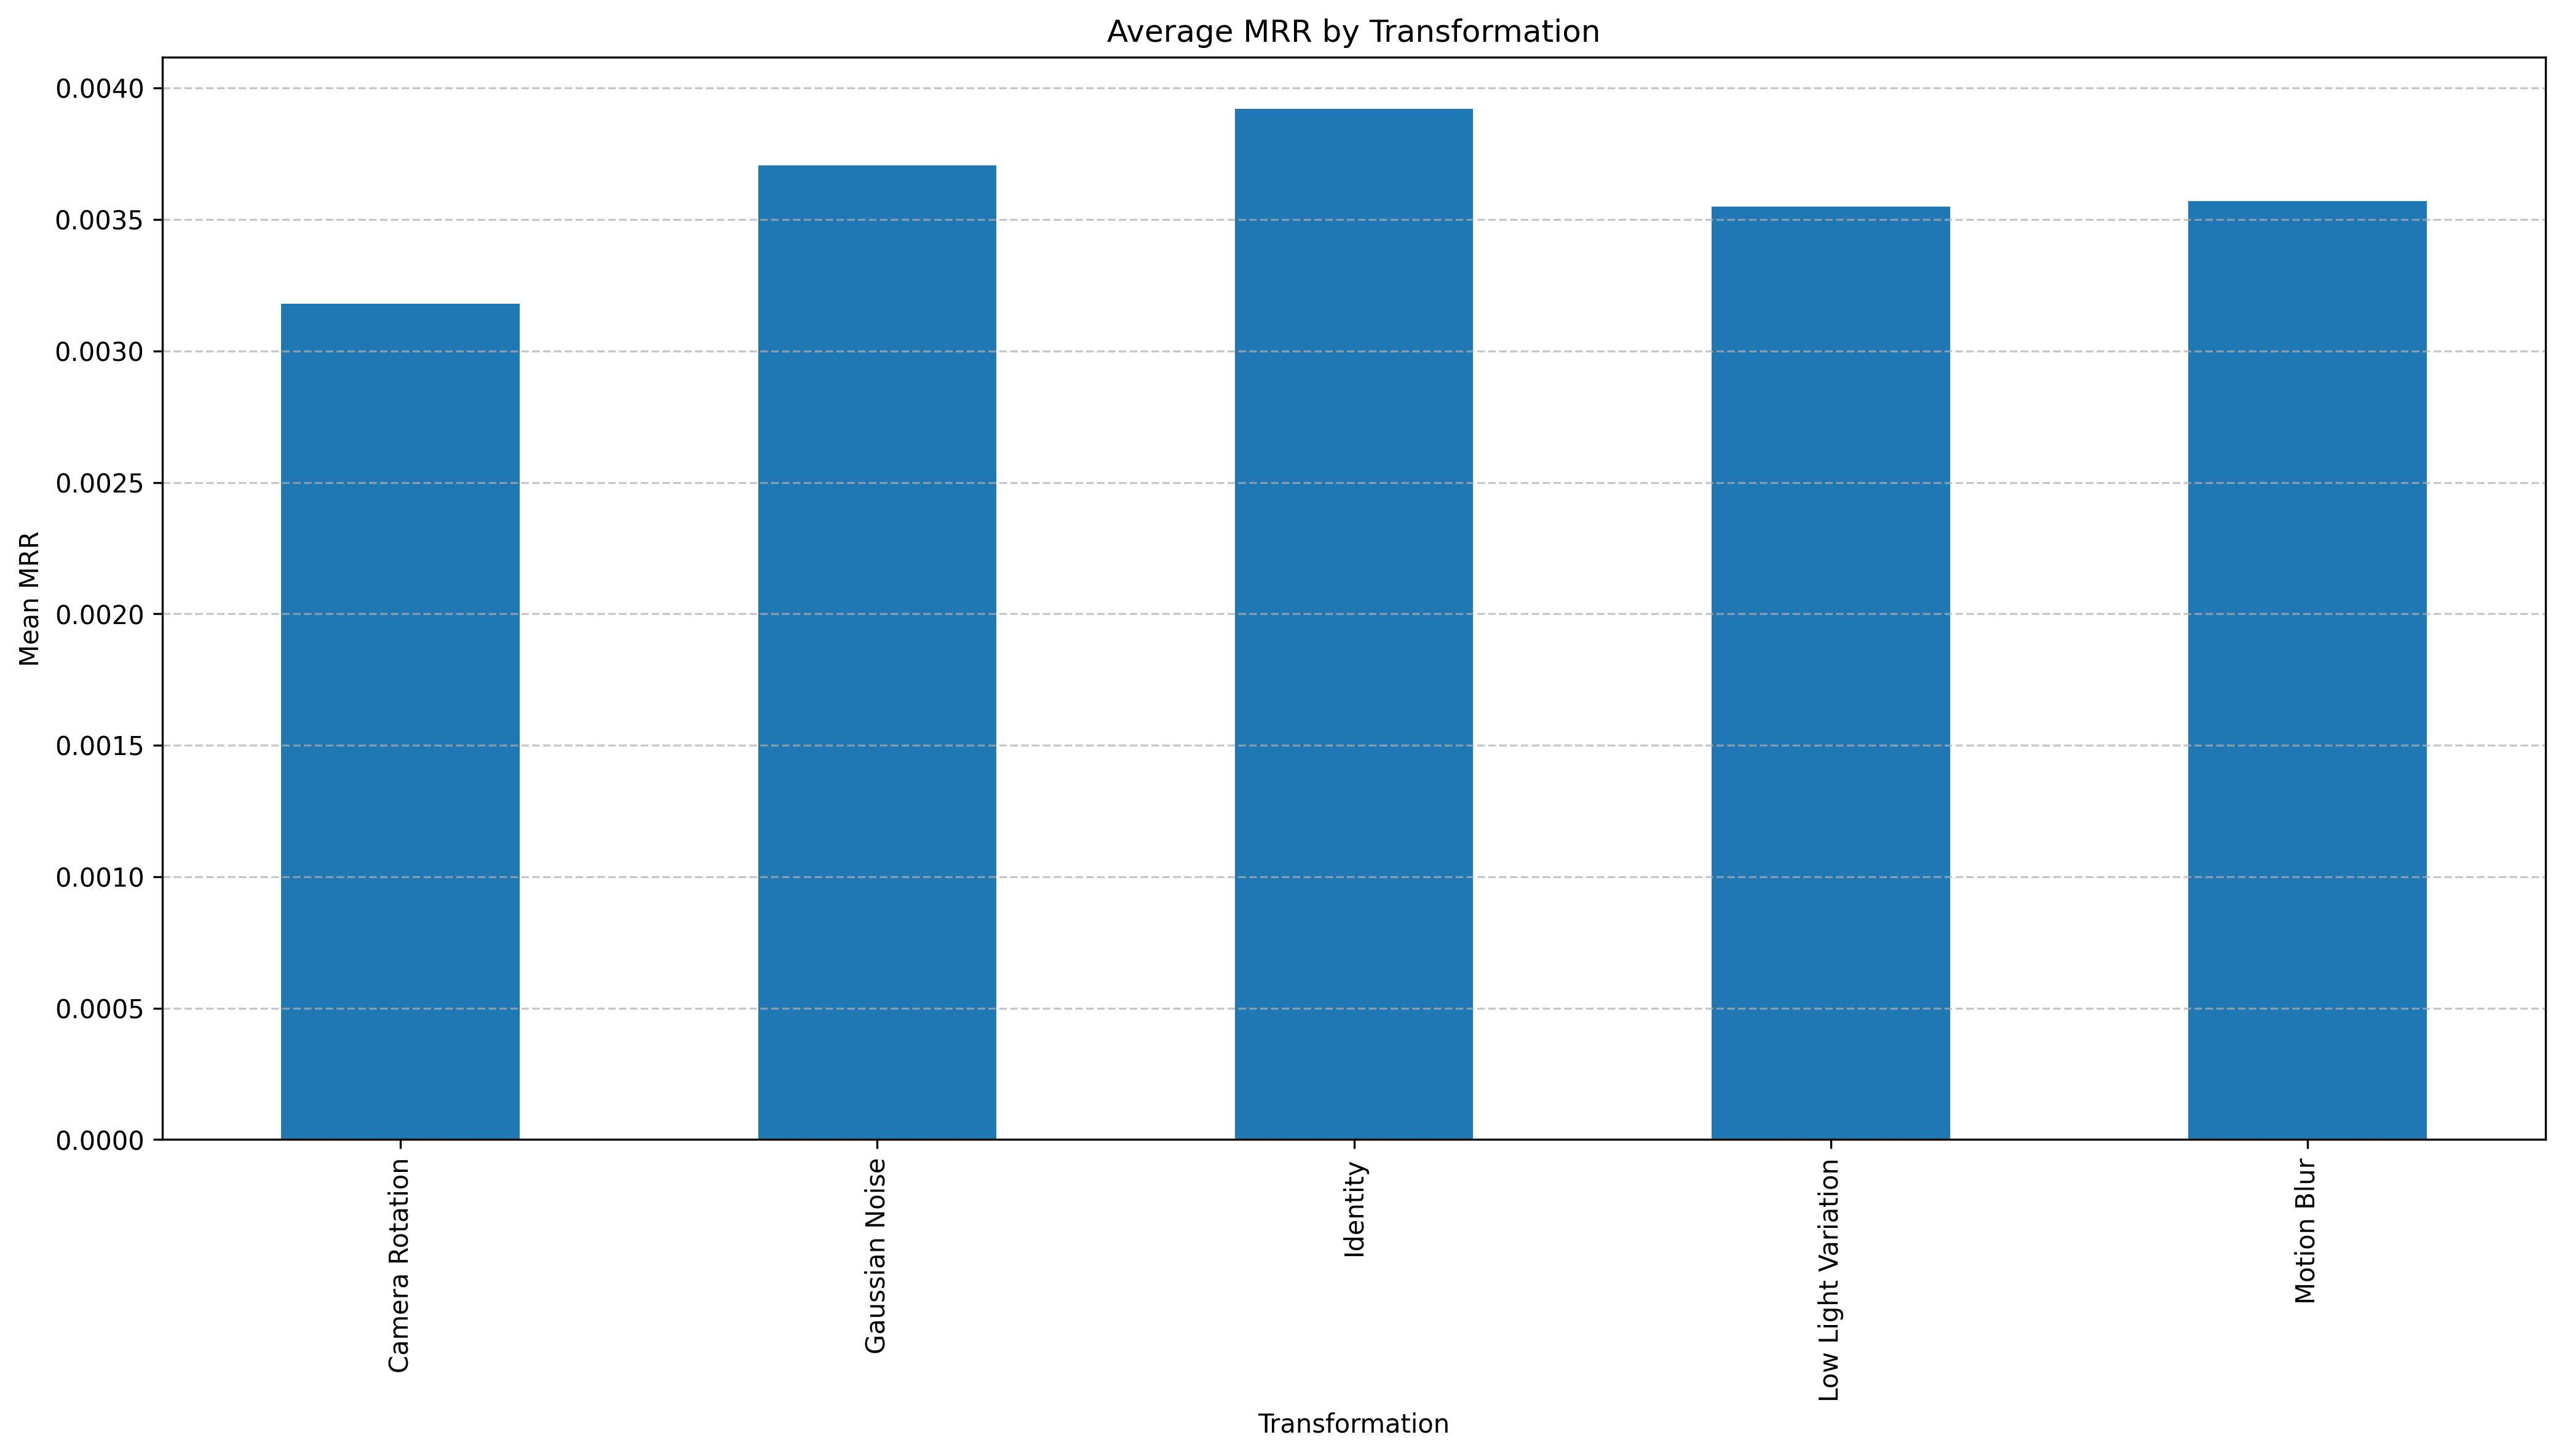 Average MRR by Transformation
0.0040
0.0035
0.0030
0.0025
0.0020
0.0015
0.0010
0.0005
0.0000
Mean MRR
Camera Rotation
Gaussian Noise
Identity
Low Light Variation
Motion Blur
Transformation